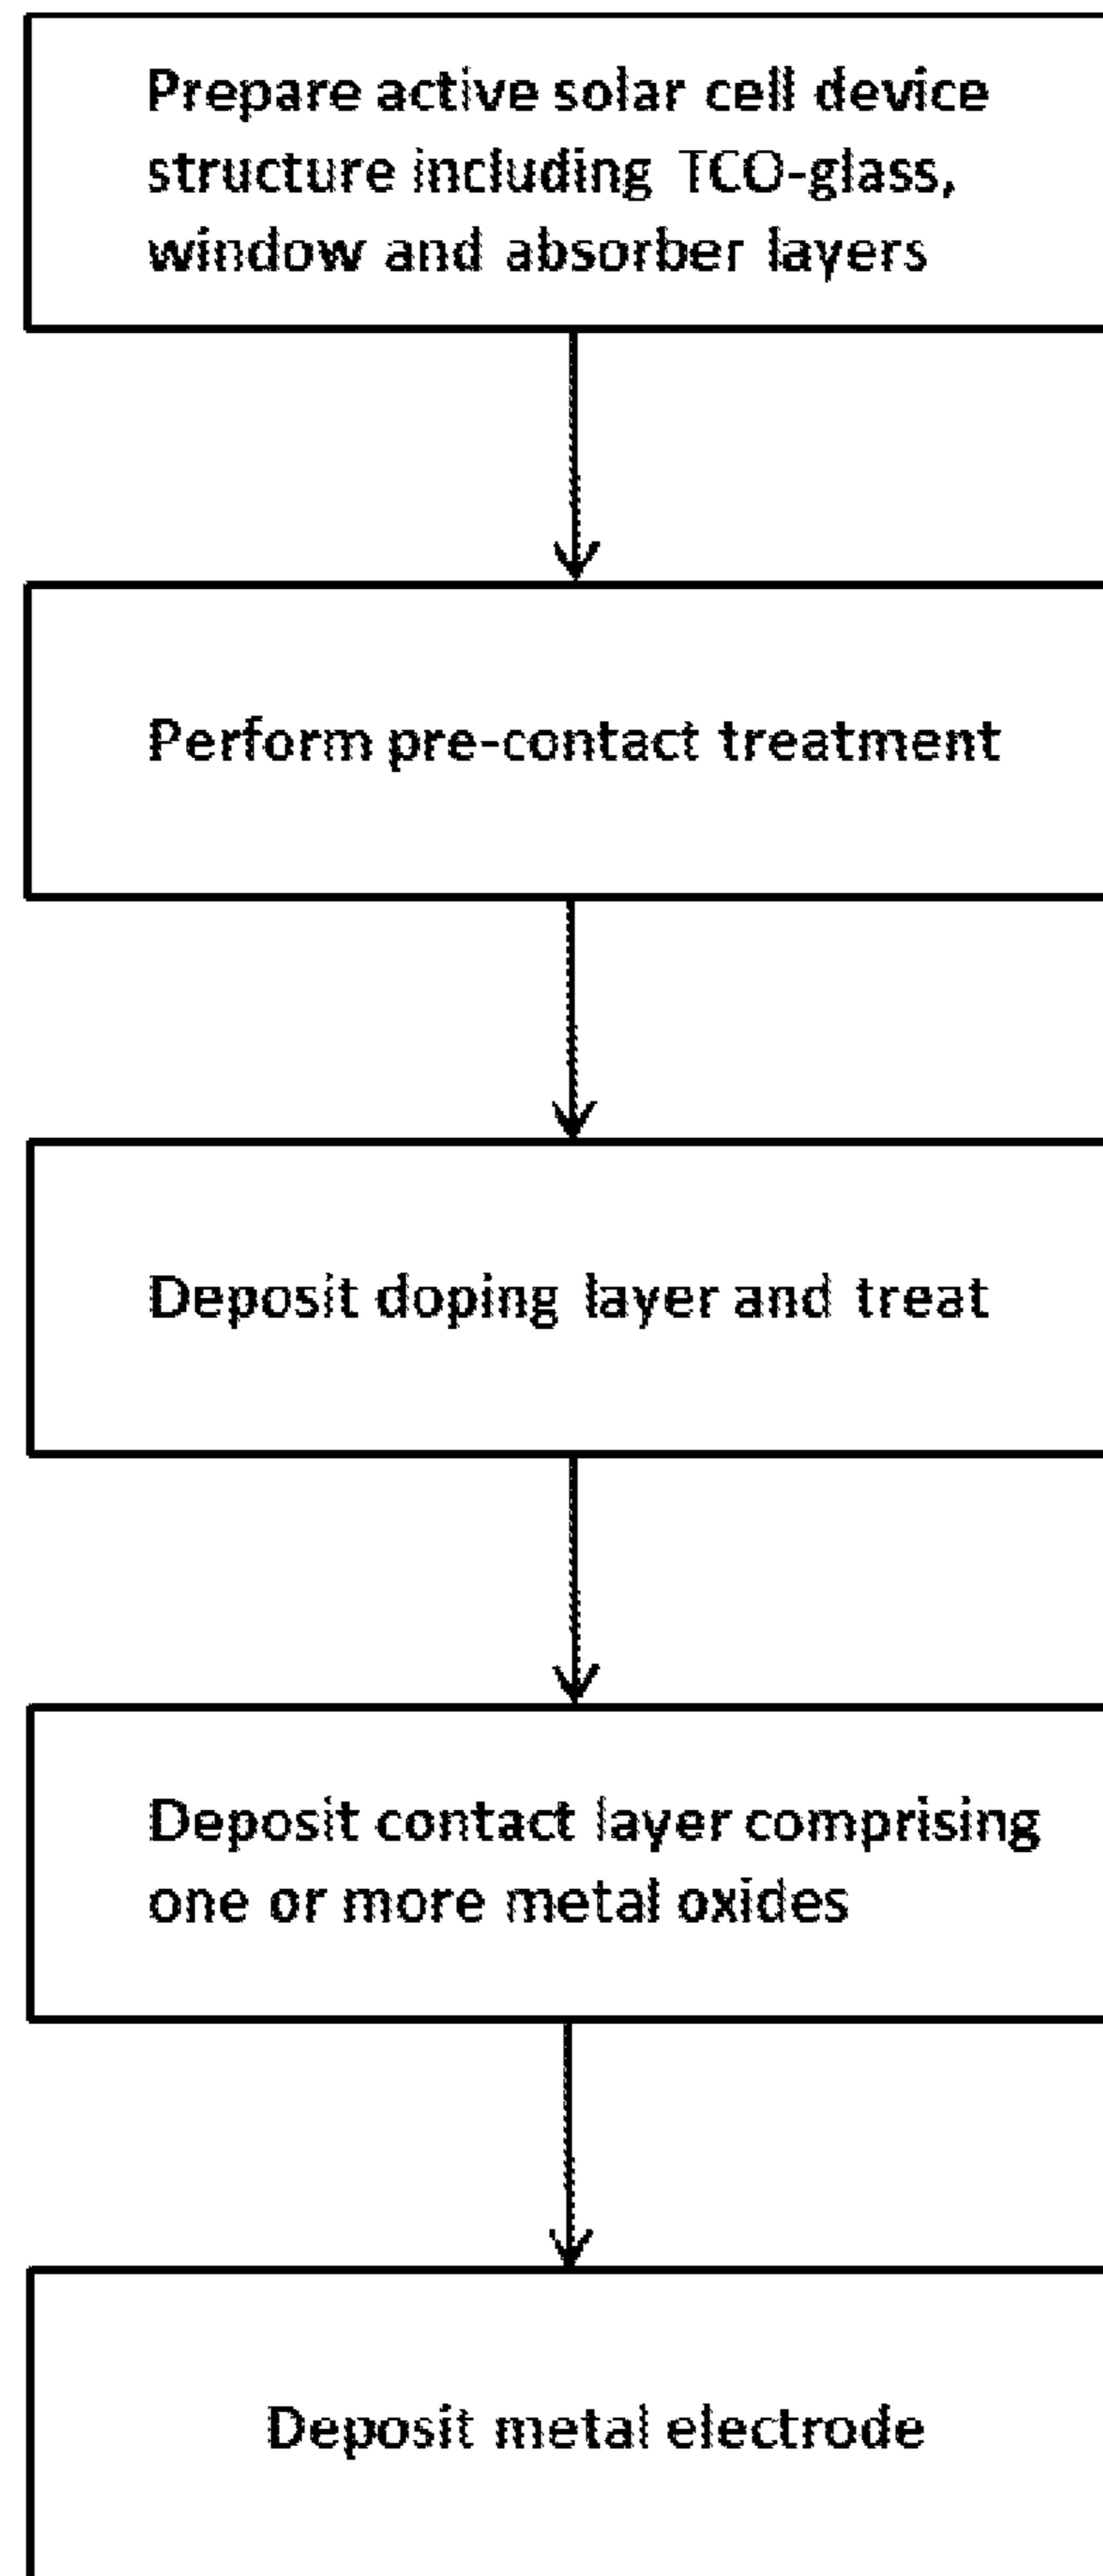 Prepare active solar cell device
structure including TCO-glass,
window and absorber layers
Perform pre-contact treatment
Deposit doping layer and treat
Deposit contact layer comprising
one or more metal oxides
Deposit metal electrode